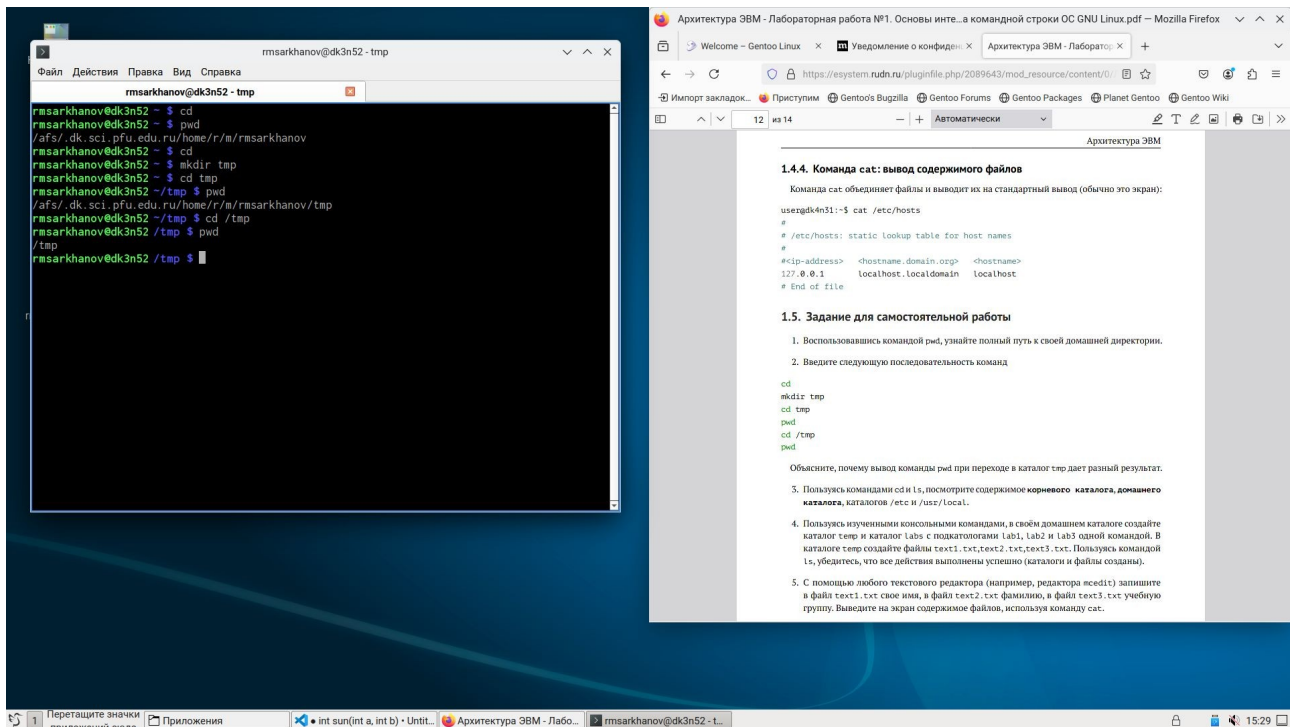 rmsarkhanov@dk3n52 - tmp
Файл Действия Правка Вид Справка
rmsarkhanov@dk3n52 - tmp
rmsarkhanov@dk3n52 ~ $ cd
rmsarkhanov@dk3n52 ~ $ pwd
/afs/.dk.sci.pfu.edu.ru/home/r/m/rmsarkhanov
rmsarkhanov@dk3n52 ~ $ cd
rmsarkhanov@dk3n52 ~ $ mkdir tmp
rmsarkhanov@dk3n52 ~ $ cd tmp
rmsarkhanov@dk3n52 ~/tmp $ pwd
/afs/.dk.sci.pfu.edu.ru/home/r/m/rmsarkhanov/tmp
rmsarkhanov@dk3n52 ~/tmp $ cd /tmp
rmsarkhanov@dk3n52 /tmp $ pwd
/tmp
rmsarkhanov@dk3n52 /tmp $
Архитектура ЭВМ - Лабораторная работа №1. Основы инте...а командной строки ОС GNU Linux.pdf — Mozilla Firefox
Welcome – Gentoo Linux Уведомление о конфиден Архитектура ЭВМ - Лаборатор
https://esystem.rudn.ru/pluginfile.php/2089643/mod_resource/content/0/
Импорт закладок... Приступим Gentoo's Bugzilla Gentoo Forums Gentoo Packages Planet Gentoo Gentoo Wiki
12 из 14 Автоматически
Архитектура ЭВМ
1.4.4. Команда cat: вывод содержимого файлов
Команда cat объединяет файлы и выводит их на стандартный вывод (обычно это экран):
user@dk4n31:~$ cat /etc/hosts
#
# /etc/hosts: static lookup table for host names
#
#<ip-address> <hostname.domain.org> <hostname>
127.0.0.1 localhost.localdomain localhost
# End of file
1.5. Задание для самостоятельной работы
1. Воспользовавшись командой pwd, узнайте полный путь к своей домашней директории.
2. Введите следующую последовательность команд
cd
mkdir tmp
cd tmp
pwd
cd /tmp
pwd
Объясните, почему вывод команды pwd при переходе в каталог tmp дает разный результат.
3. Пользуясь командами cd и ls, посмотрите содержимое корневого каталога, домашнего
каталога, каталогов /etc и /usr/local.
4. Пользуясь изученными консольными командами, в своём домашнем каталоге создайте
каталог temp и каталог labs с подкатологами lab1, lab2 и lab3 одной командой. В
каталоге temp создайте файлы text1.txt,text2.txt,text3.txt. Пользуясь командой
ls, убедитесь, что все действия выполнены успешно (каталоги и файлы созданы).
5. С помощью любого текстового редактора (например, редактора mcedit) запишите
в файл text1.txt свое имя, в файл text2.txt фамилию, в файл text3.txt учебную
группу. Выведите на экран содержимое файлов, используя команду cat.
1 Перетащите значки Приложения int sun(int a, int b) • Untit... Архитектура ЭВМ - Лабо... rmsarkhanov@dk3n52 - t... 15:29